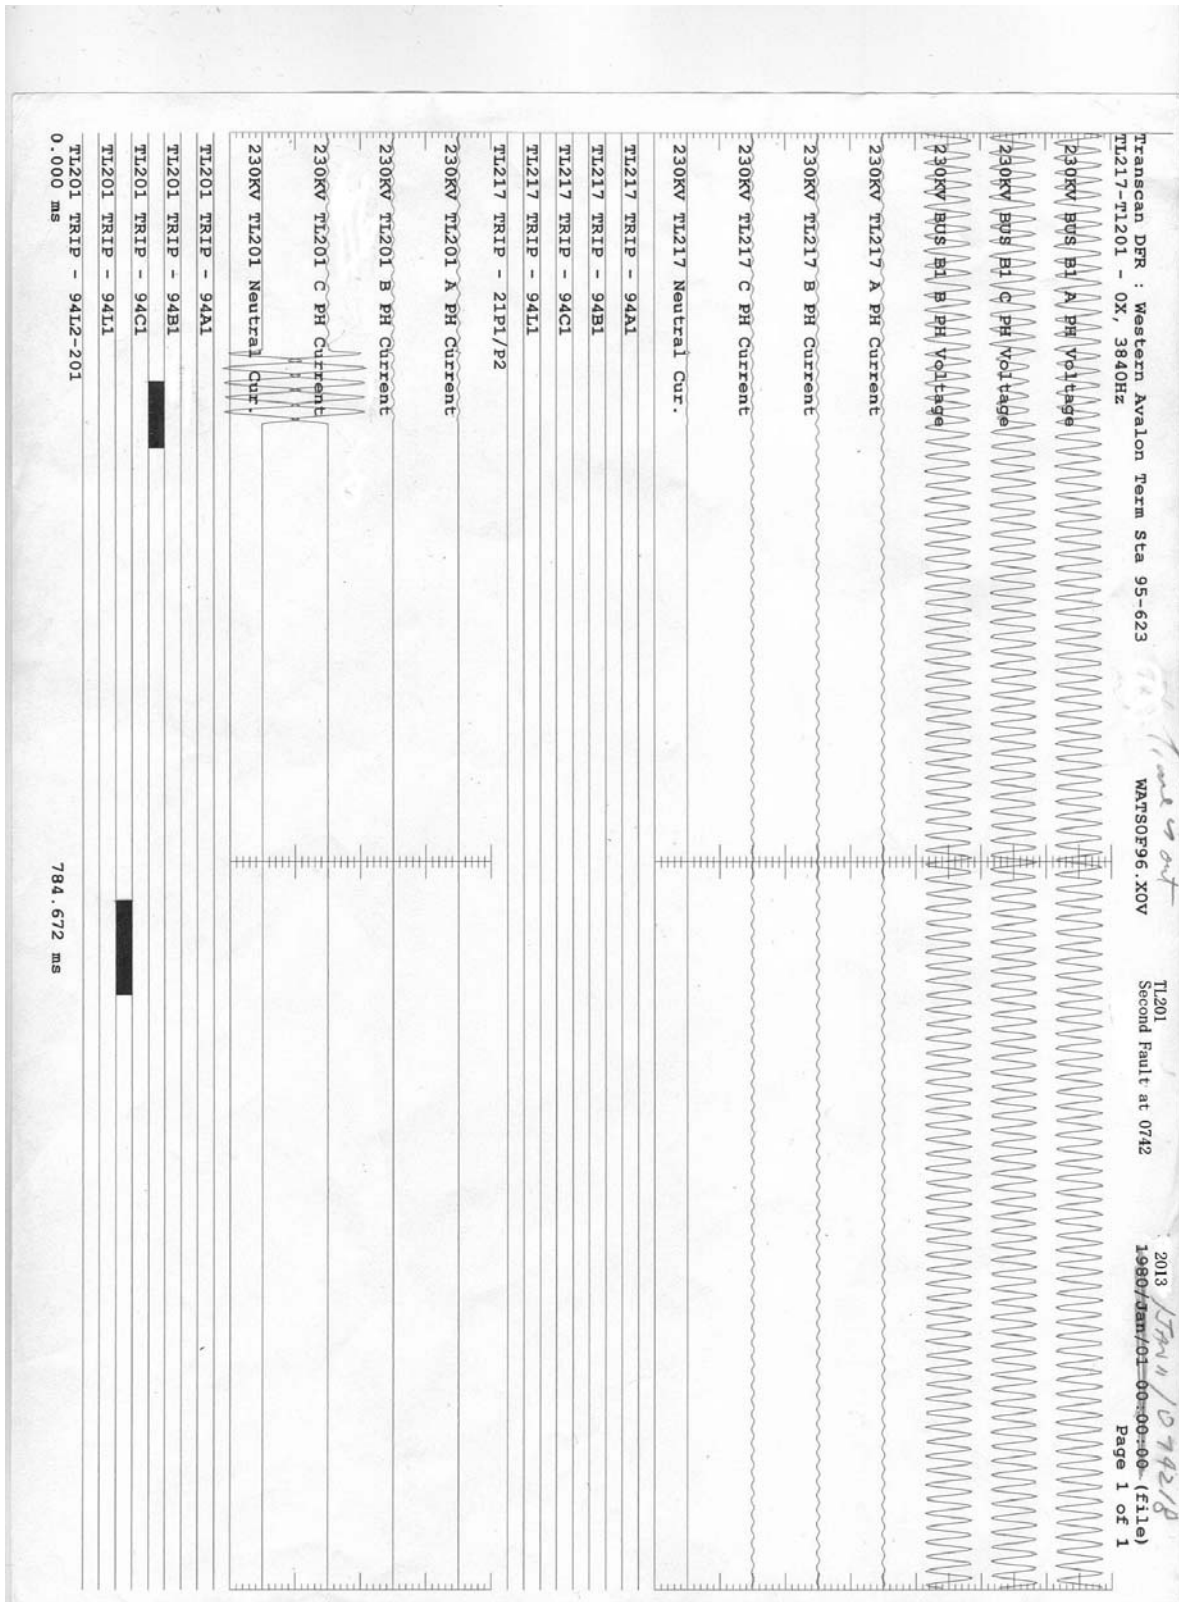 Transcan DFR : Western Avalon Term Sta 95-623 WATSOF96.XOV TL201 2013
Second Fault at 0742 1980/Jan/01 00:00:00 (file)
TL217-Tl201 - 0X, 3840Hz Page 1 of 1
230KV BUS B1 A PH Voltage
230KV BUS B1 C PH Voltage
230KV BUS B1 B PH Voltage
230KV TL217 A PH Current
230KV TL217 B PH Current
230KV TL217 C PH Current
230KV TL217 Neutral Cur.
TL217 TRIP - 94A1
TL217 TRIP - 94B1
TL217 TRIP - 94C1
TL217 TRIP - 94L1
TL217 TRIP - 21P1/P2
230KV TL201 A PH Current
230KV TL201 B PH Current
230KV TL201 C PH Current
230KV TL201 Neutral Cur.
TL201 TRIP - 94A1
TL201 TRIP - 94B1
TL201 TRIP - 94C1
TL201 TRIP - 94L1
TL201 TRIP - 94L2-201
0.000 ms 784.672 ms